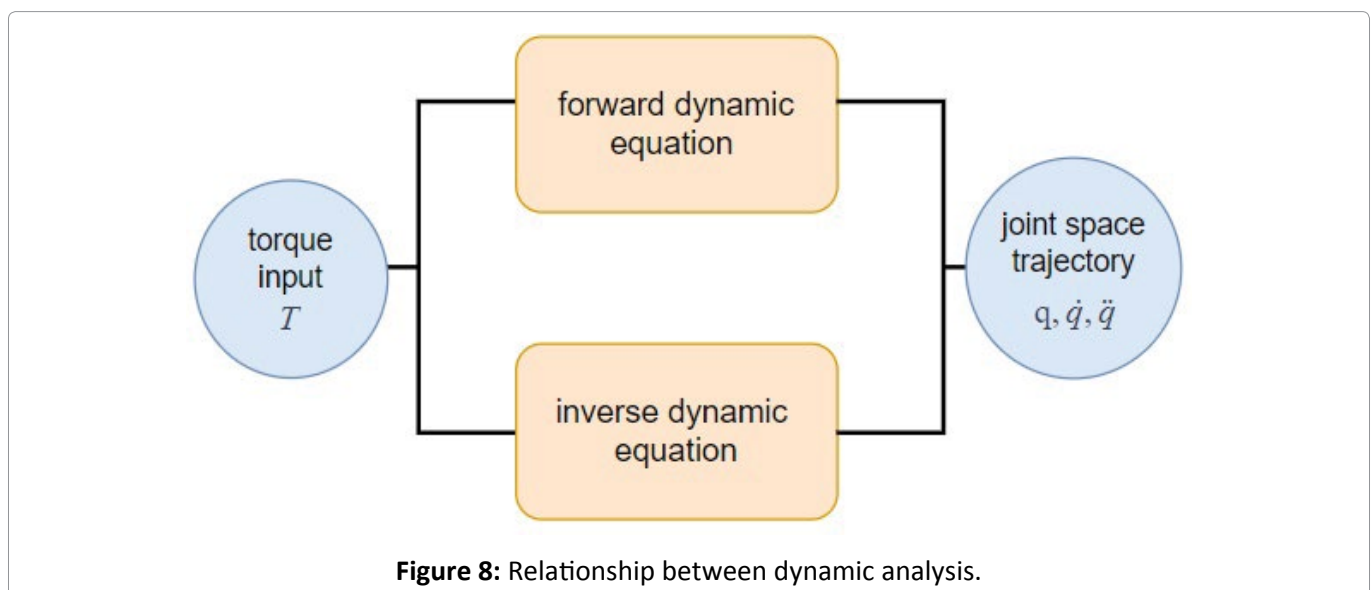 forward dynamic
equation
torque
input
T
joint space
trajectory
q, q̇, q̈
inverse dynamic
equation
Figure 8: Relationship between dynamic analysis.